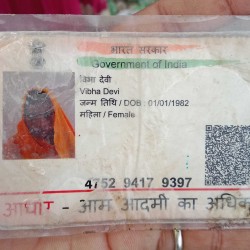 भारत सरकार
Government of India
विभा देवी
Vibha Devi
जन्म तिथि / DOB : 01/01/1982
महिला / Female
4752 9417 9397
आधार - आम आदमी का अधिक